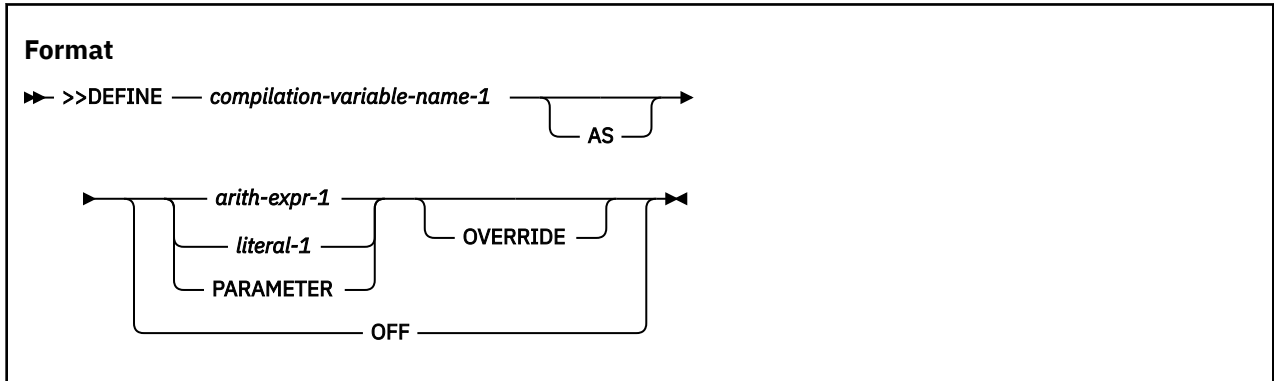 Format
>>DEFINE compilation-variable-name-1
AS
arith-expr-1
literal-1
OVERRIDE
PARAMETER
OFF